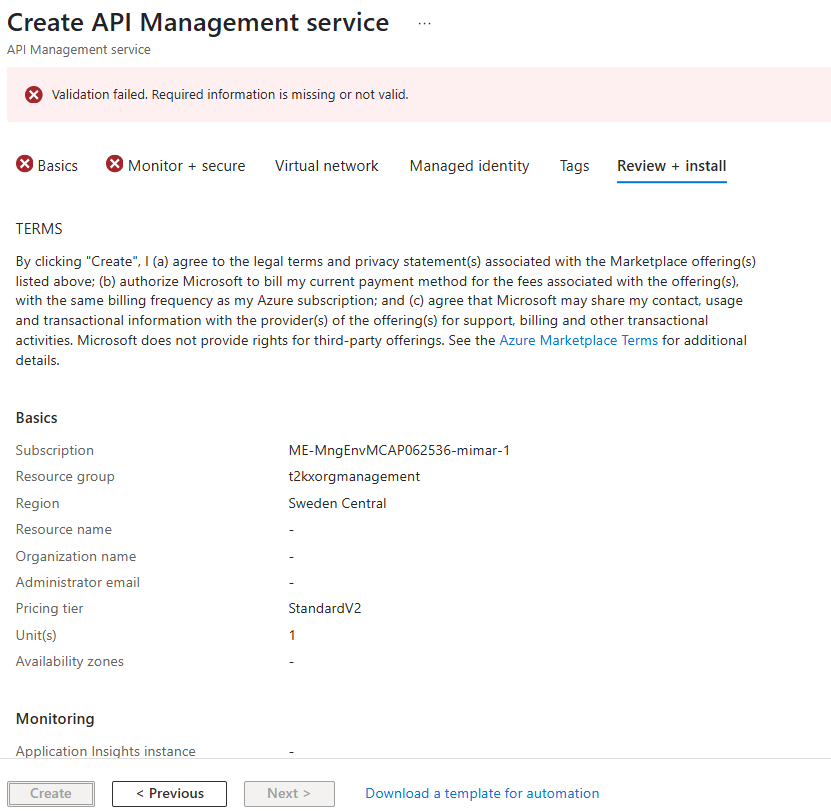 Create API Management service ...
API Management service
Validation failed. Required information is missing or not valid.
Basics Monitor + secure Virtual network Managed identity Tags Review + install
TERMS
By clicking "Create", I (a) agree to the legal terms and privacy statement(s) associated with the Marketplace offering(s)
listed above; (b) authorize Microsoft to bill my current payment method for the fees associated with the offering(s),
with the same billing frequency as my Azure subscription; and (c) agree that Microsoft may share my contact, usage
and transactional information with the provider(s) of the offering(s) for support, billing and other transactional
activities. Microsoft does not provide rights for third-party offerings. See the Azure Marketplace Terms for additional
details.
Basics
Subscription ME-MngEnvMCAP062536-mimar-1
Resource group t2kxorgmanagement
Region Sweden Central
Resource name -
Organization name -
Administrator email -
Pricing tier StandardV2
Unit(s) 1
Availability zones -
Monitoring
Application Insights instance -
Create < Previous Next > Download a template for automation